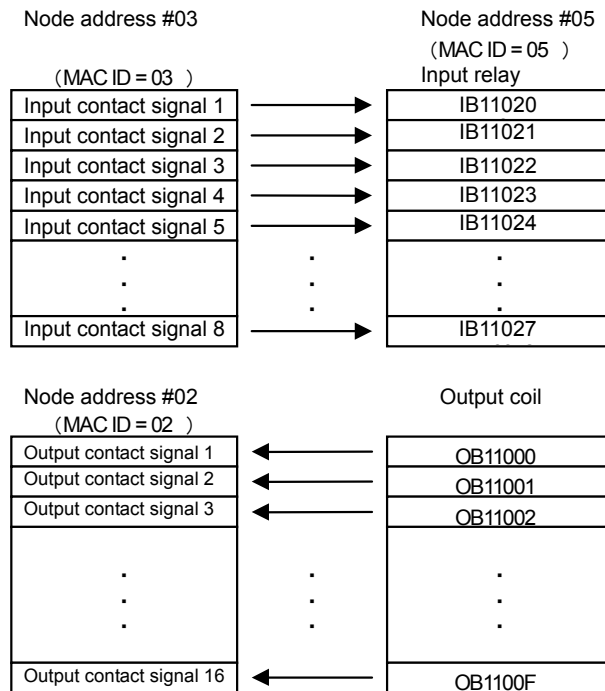 Node address #03 Node address #05
(MAC ID = 05 )
(MAC ID = 03 ) Input relay
Input contact signal 1 IB11020
Input contact signal 2 IB11021
Input contact signal 3 IB11022
Input contact signal 4 IB11023
Input contact signal 5 IB11024
. . .
. . .
. . .
Input contact signal 8 IB11027
Node address #02 Output coil
(MAC ID = 02 )
Output contact signal 1 OB11000
Output contact signal 2 OB11001
Output contact signal 3 OB11002
. . .
. . .
. . .
Output contact signal 16 OB1100F